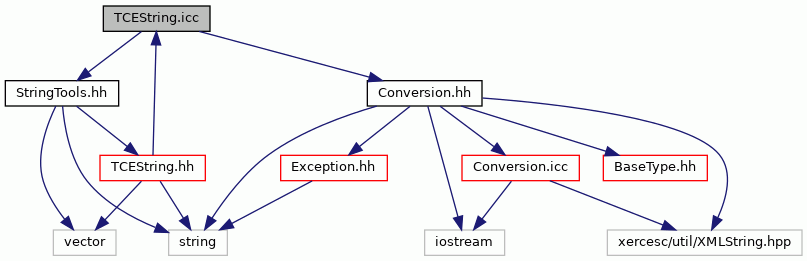 TCEString.icc
StringTools.hh
Conversion.hh
TCEString.hh
Exception.hh
Conversion.icc
BaseType.hh
vector
string
iostream
xercesc/util/XMLString.hpp